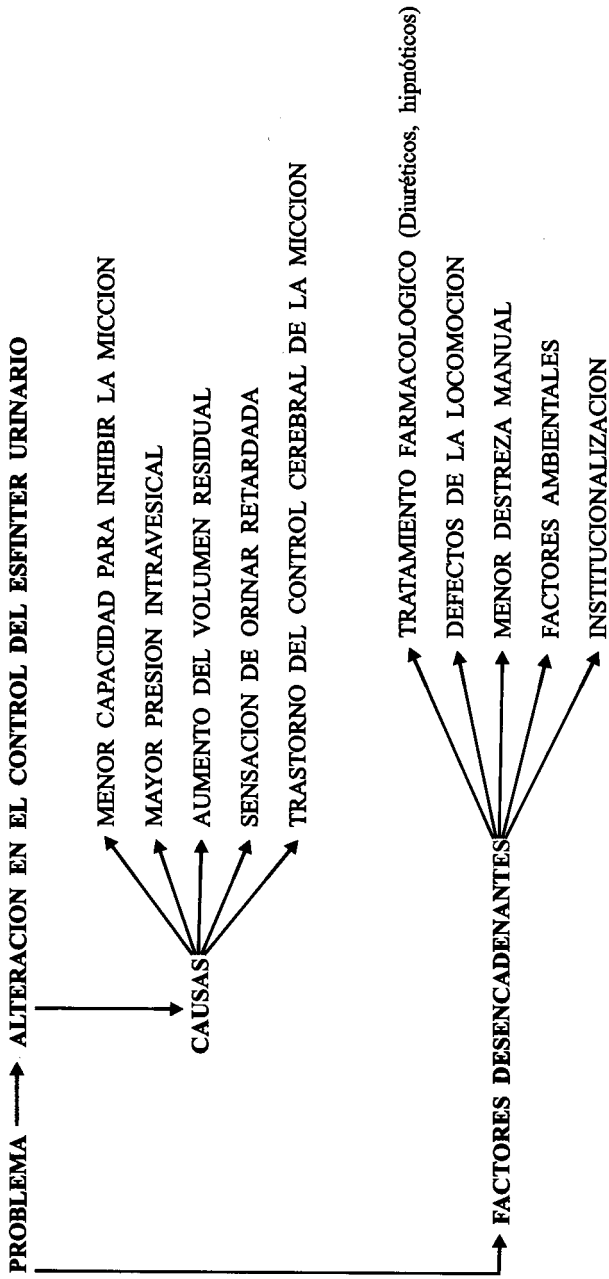 PROBLEMA ALTERACION EN EL CONTROL DEL ESFINTER URINARIO
CAUSAS
MENOR CAPACIDAD PARA INHIBIR LA MICCION
MAYOR PRESION INTRAVESICAL
AUMENTO DEL VOLUMEN RESIDUAL
SENSACION DE ORINAR RETARDADA
TRASTORNO DEL CONTROL CEREBRAL DE LA MICCION
FACTORES DESENCADENANTES
TRATAMIENTO FARMACOLOGICO (Diuréticos, hipnóticos)
DEFECTOS DE LA LOCOMOCION
MENOR DESTREZA MANUAL
FACTORES AMBIENTALES
INSTITUCIONALIZACION